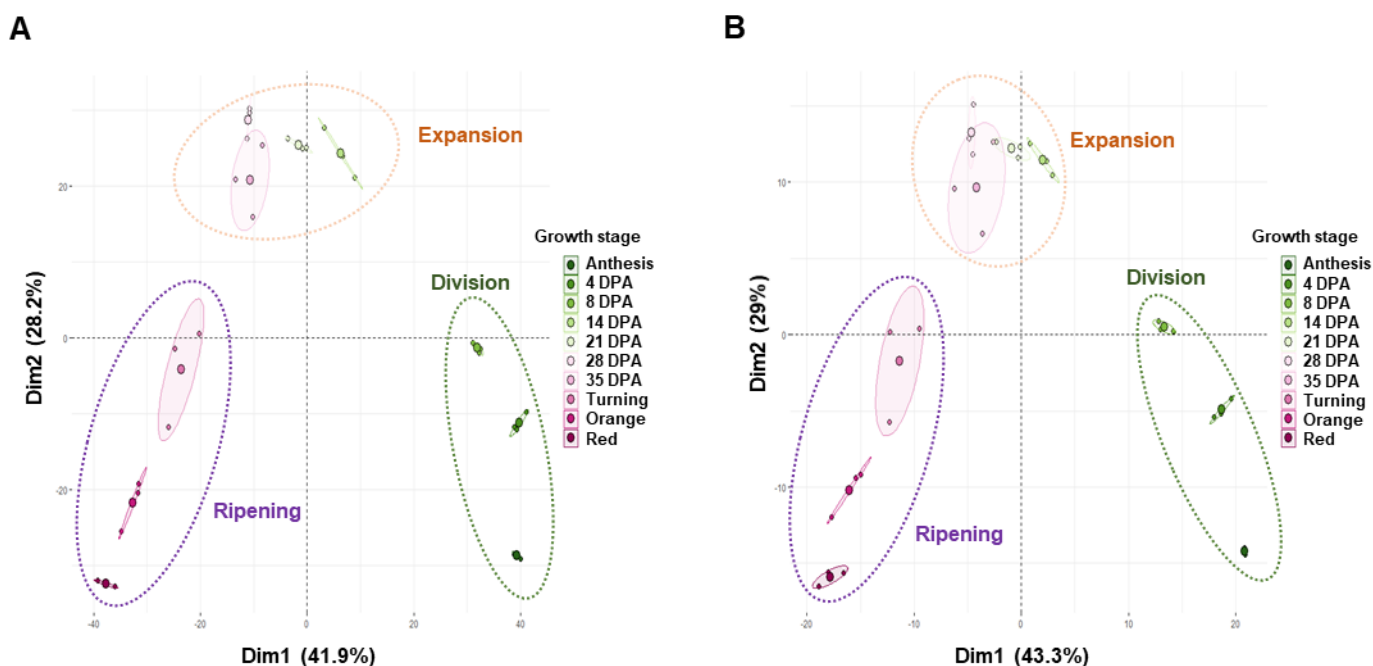 A
Expansion
20
Growth stage
Anthesis
4 DPA
8 DPA
14 DPA
21 DPA
28 DPA
35 DPA
Turning
Orange
Red
Division
Dim2 (28.2%)
0
-20
Ripening
-40
-20
0
20
40
Dim1 (41.9%)
B
Expansion
10
Growth stage
Anthesis
4 DPA
8 DPA
14 DPA
21 DPA
28 DPA
35 DPA
Turning
Orange
Red
Division
Dim2 (29%)
0
-10
Ripening
-20
-10
0
10
20
Dim1 (43.3%)